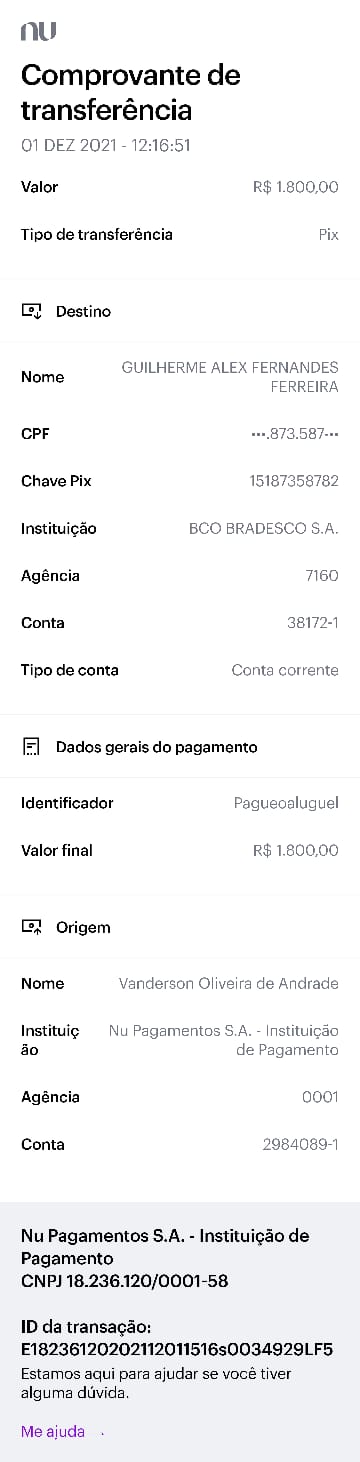 nu
Comprovante de
transferência
01 DEZ 2021 - 12:16:51
Valor R$ 1.800,00
Tipo de transferência Pix
Destino
Nome GUILHERME ALEX FERNANDES
FERREIRA
CPF •••.873.587-••
Chave Pix 15187358782
Instituição BCO BRADESCO S.A.
Agência 7160
Conta 38172-1
Tipo de conta Conta corrente
Dados gerais do pagamento
Identificador Pagueoaluguel
Valor final R$ 1.800,00
Origem
Nome Vanderson Oliveira de Andrade
Instituiç Nu Pagamentos S.A. - Instituição
ão de Pagamento
Agência 0001
Conta 2984089-1
Nu Pagamentos S.A. - Instituição de
Pagamento
CNPJ 18.236.120/0001-58
ID da transação:
E18236120202112011516s0034929LF5
Estamos aqui para ajudar se você tiver
alguma dúvida.
Me ajuda